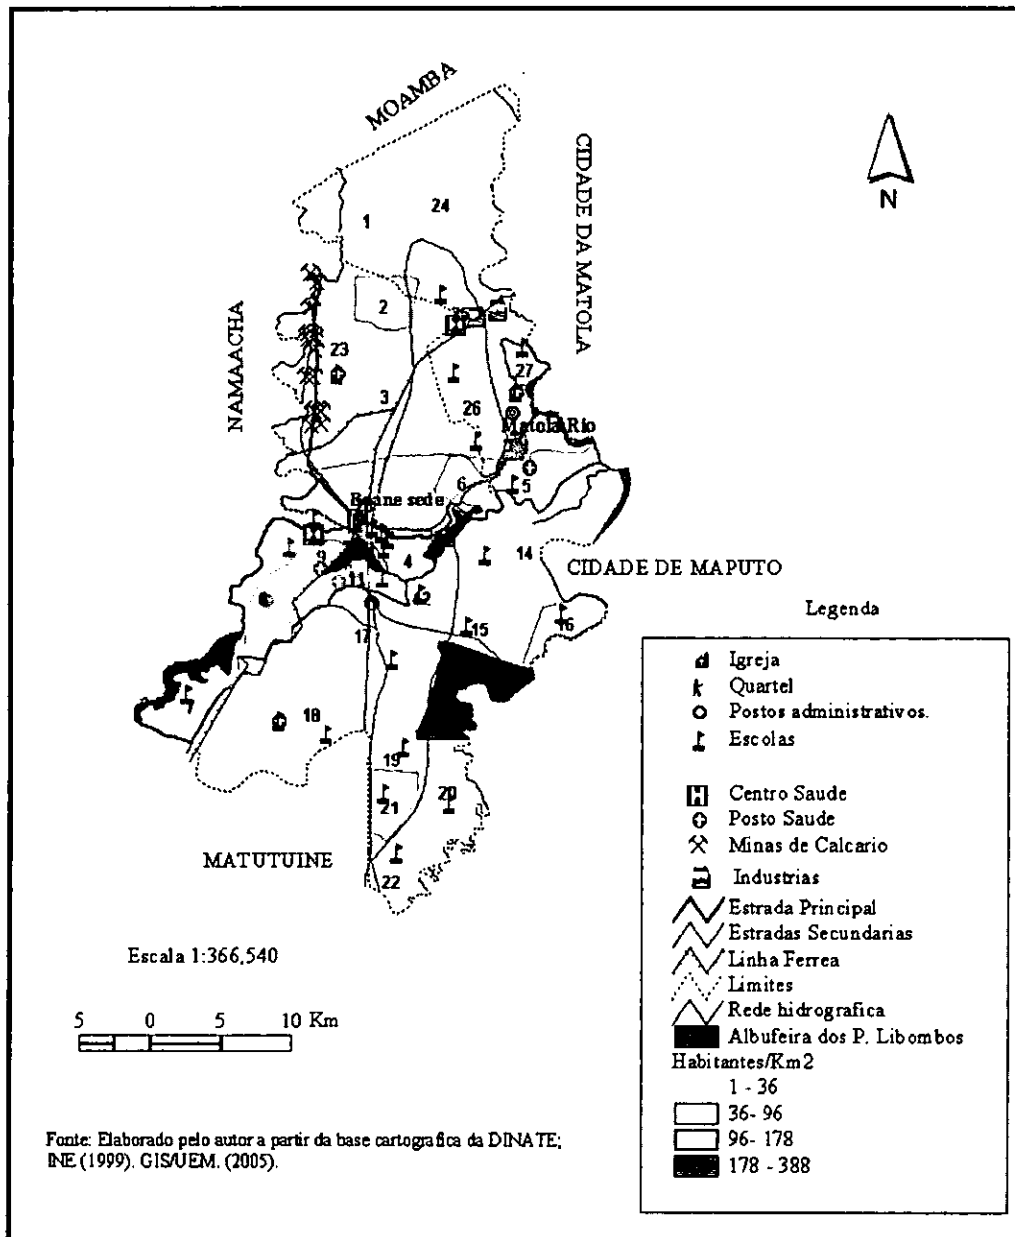 MOAMBA
CIDADE DA MATOLA
N
24
1
2
NAMAACHA
23
27
3
26
Matola Rio
6
5
Boane sede
4
14
CIDADE DE MAPUTO
11
17
15
16
7
18
19
20
21
22
MATUTUINE
Legenda
Igreja
Quartel
Postos administrativos.
Escolas
Centro Saude
Posto Saude
Minas de Calcario
Industrias
Estrada Principal
Estradas Secundarias
Linha Ferrea
Limites
Rede hidrografica
Albufeira dos P. Libombos
Habitantes/Km2
1 - 36
36- 96
96- 178
178 - 388
Escala 1:366,540
5 0 5 10 Km
Fonte: Elaborado pelo autor a partir da base cartografica da DINATE;
INE (1999). GIS/UEM. (2005).